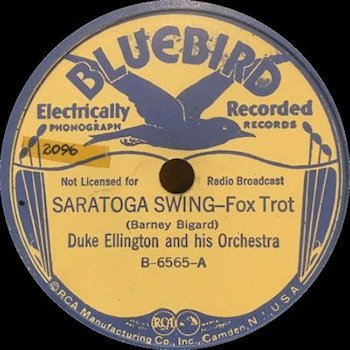 BLUEBIRD
Electrically Recorded
PHONOGRAPH RECORDS
2096
Not Licensed for Radio Broadcast
SARATOGA SWING—Fox Trot
(Barney Bigard)
Duke Ellington and his Orchestra
B-6565-A
RCA
©RCA Manufacturing Co., Inc., Camden, N.J., U.S.A.